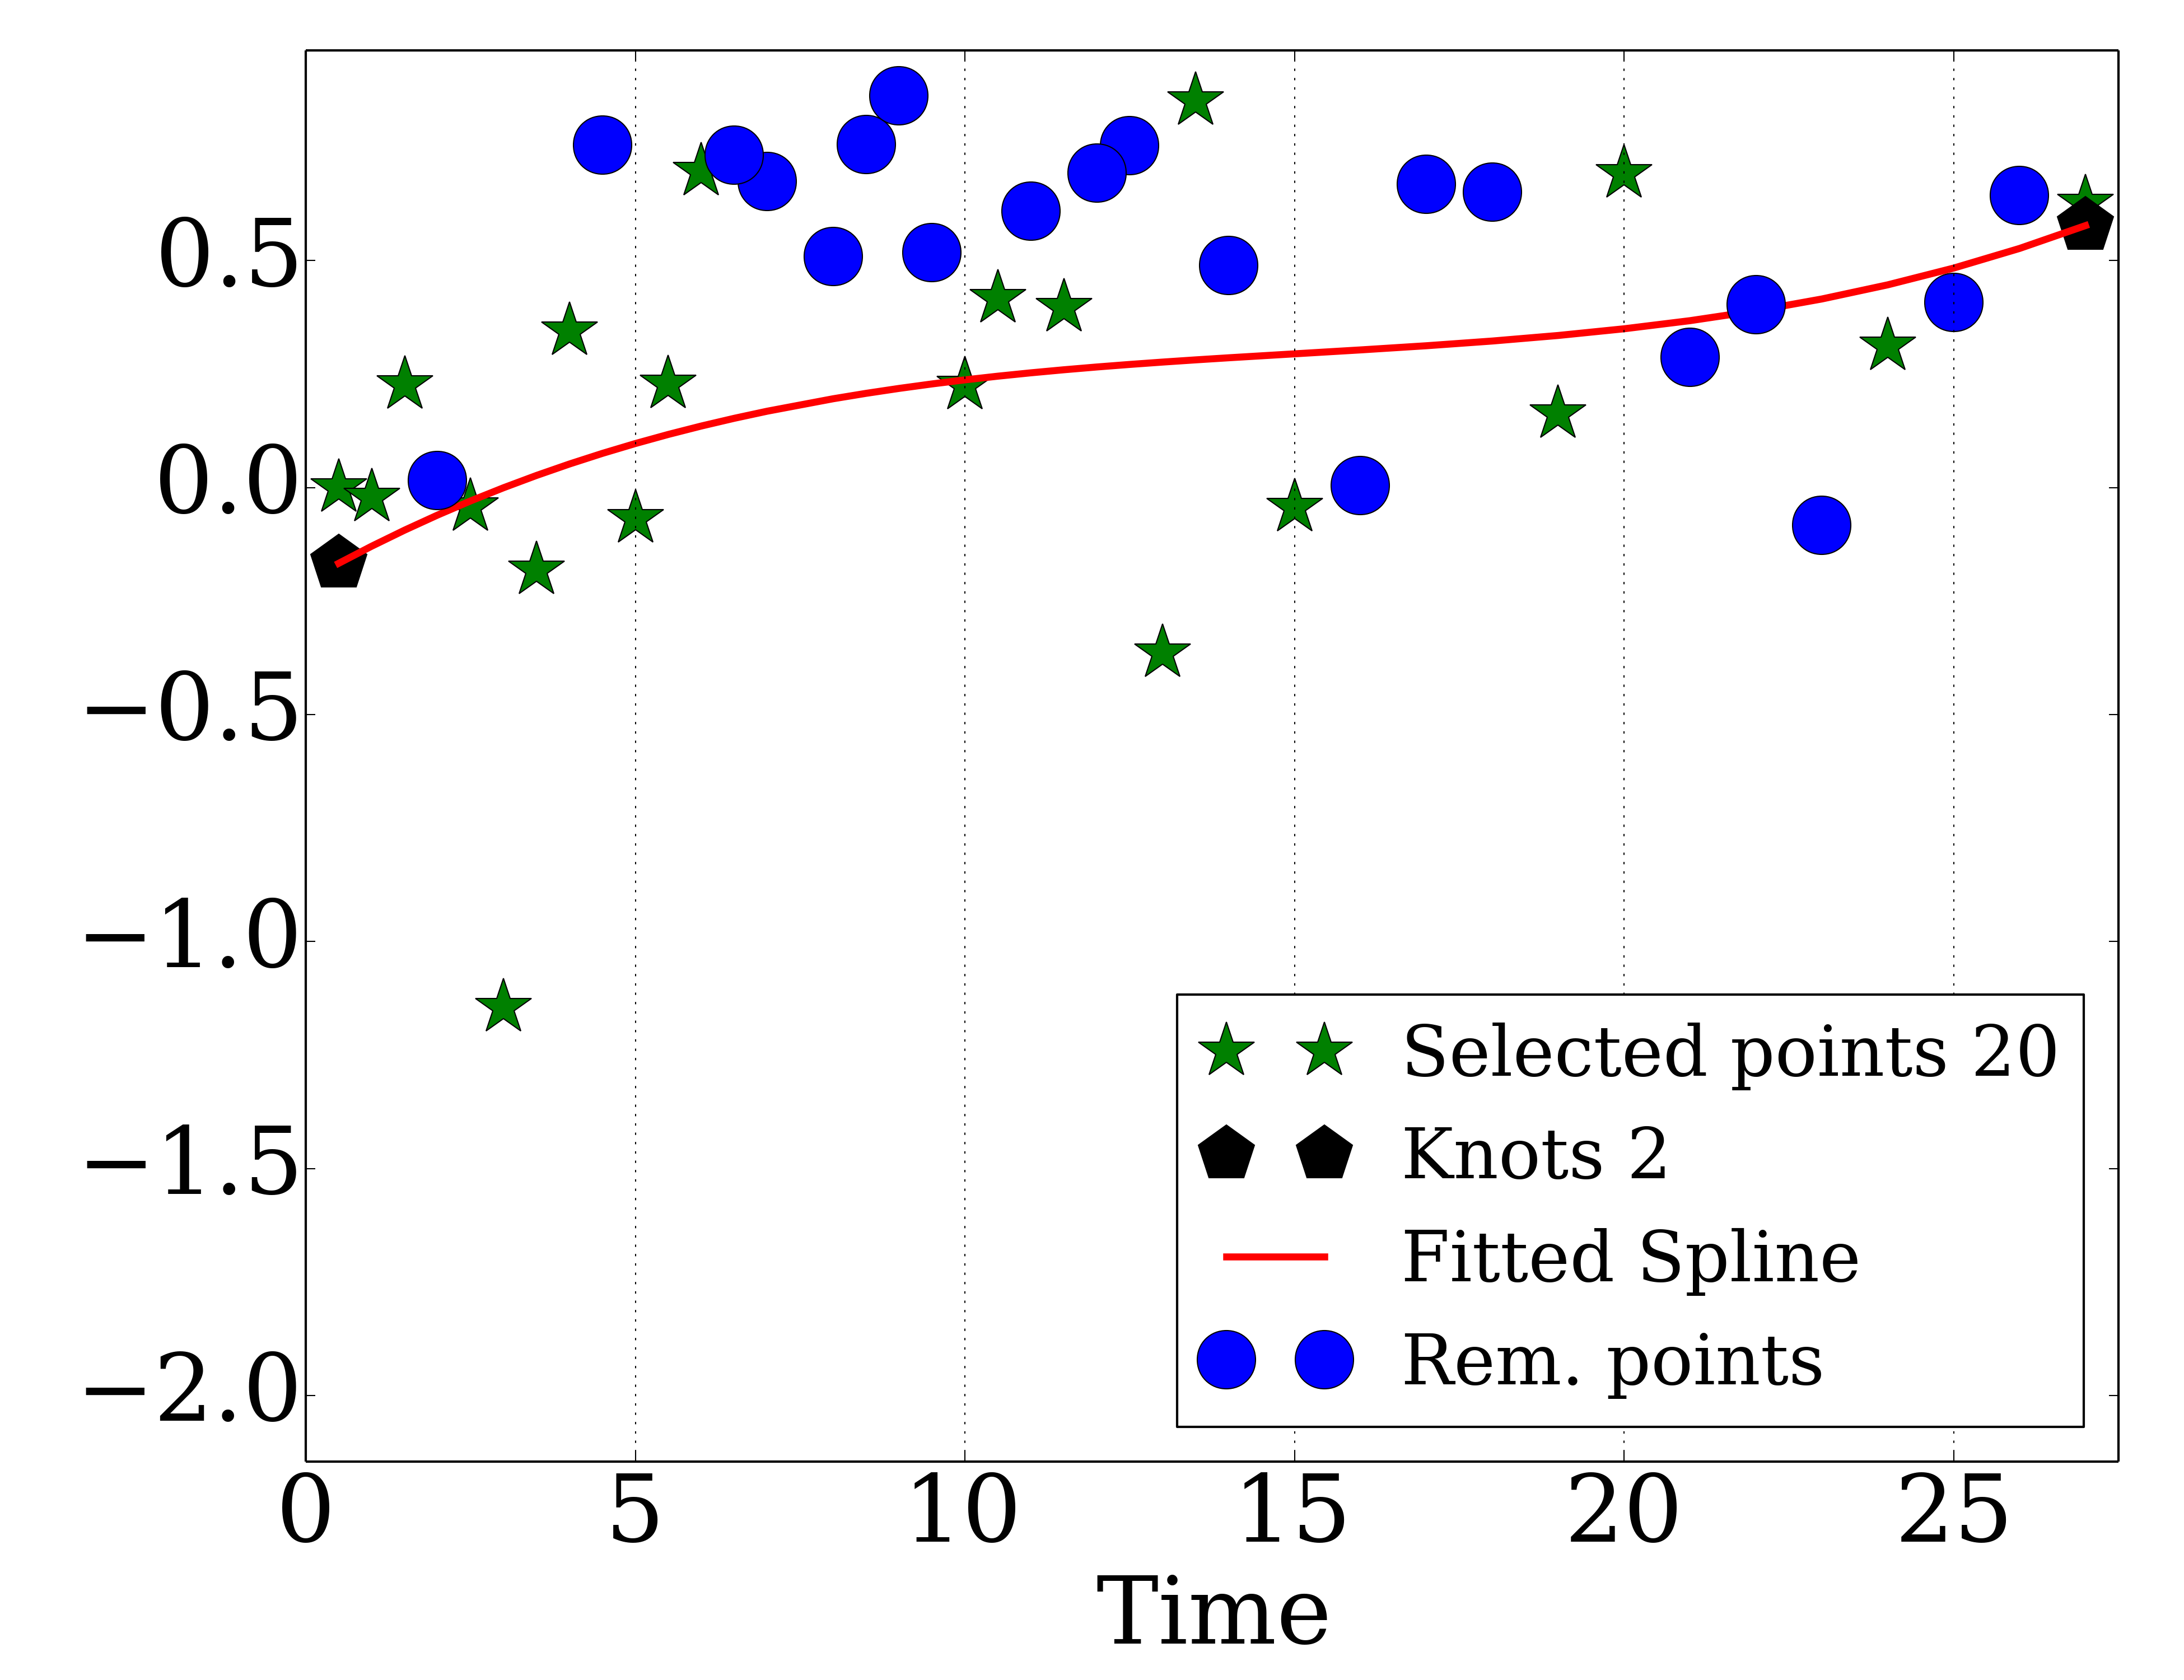 0.5
0.0
−0.5
−1.0
−1.5
−2.0
Selected points 20
Knots 2
Fitted Spline
Rem. points
0 5 10 15 20 25
Time